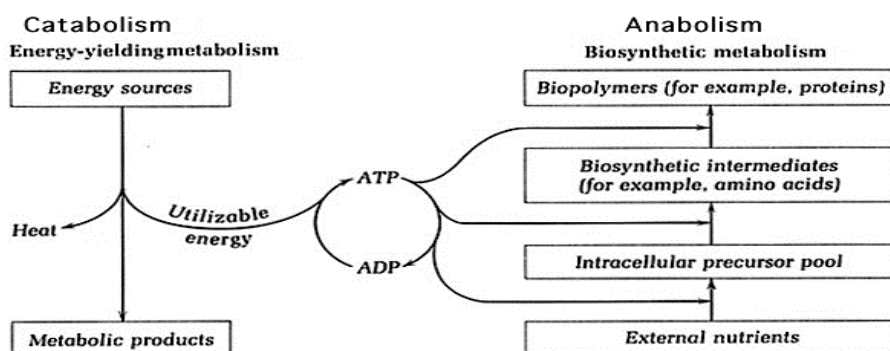 Catabolism
Energy-yielding metabolism
Energy sources
Heat
Utilizable
energy
Metabolic products
ATP
ADP
Anabolism
Biosynthetic metabolism
Biopolymers (for example, proteins)
Biosynthetic intermediates
(for example, amino acids)
Intracellular precursor pool
External nutrients